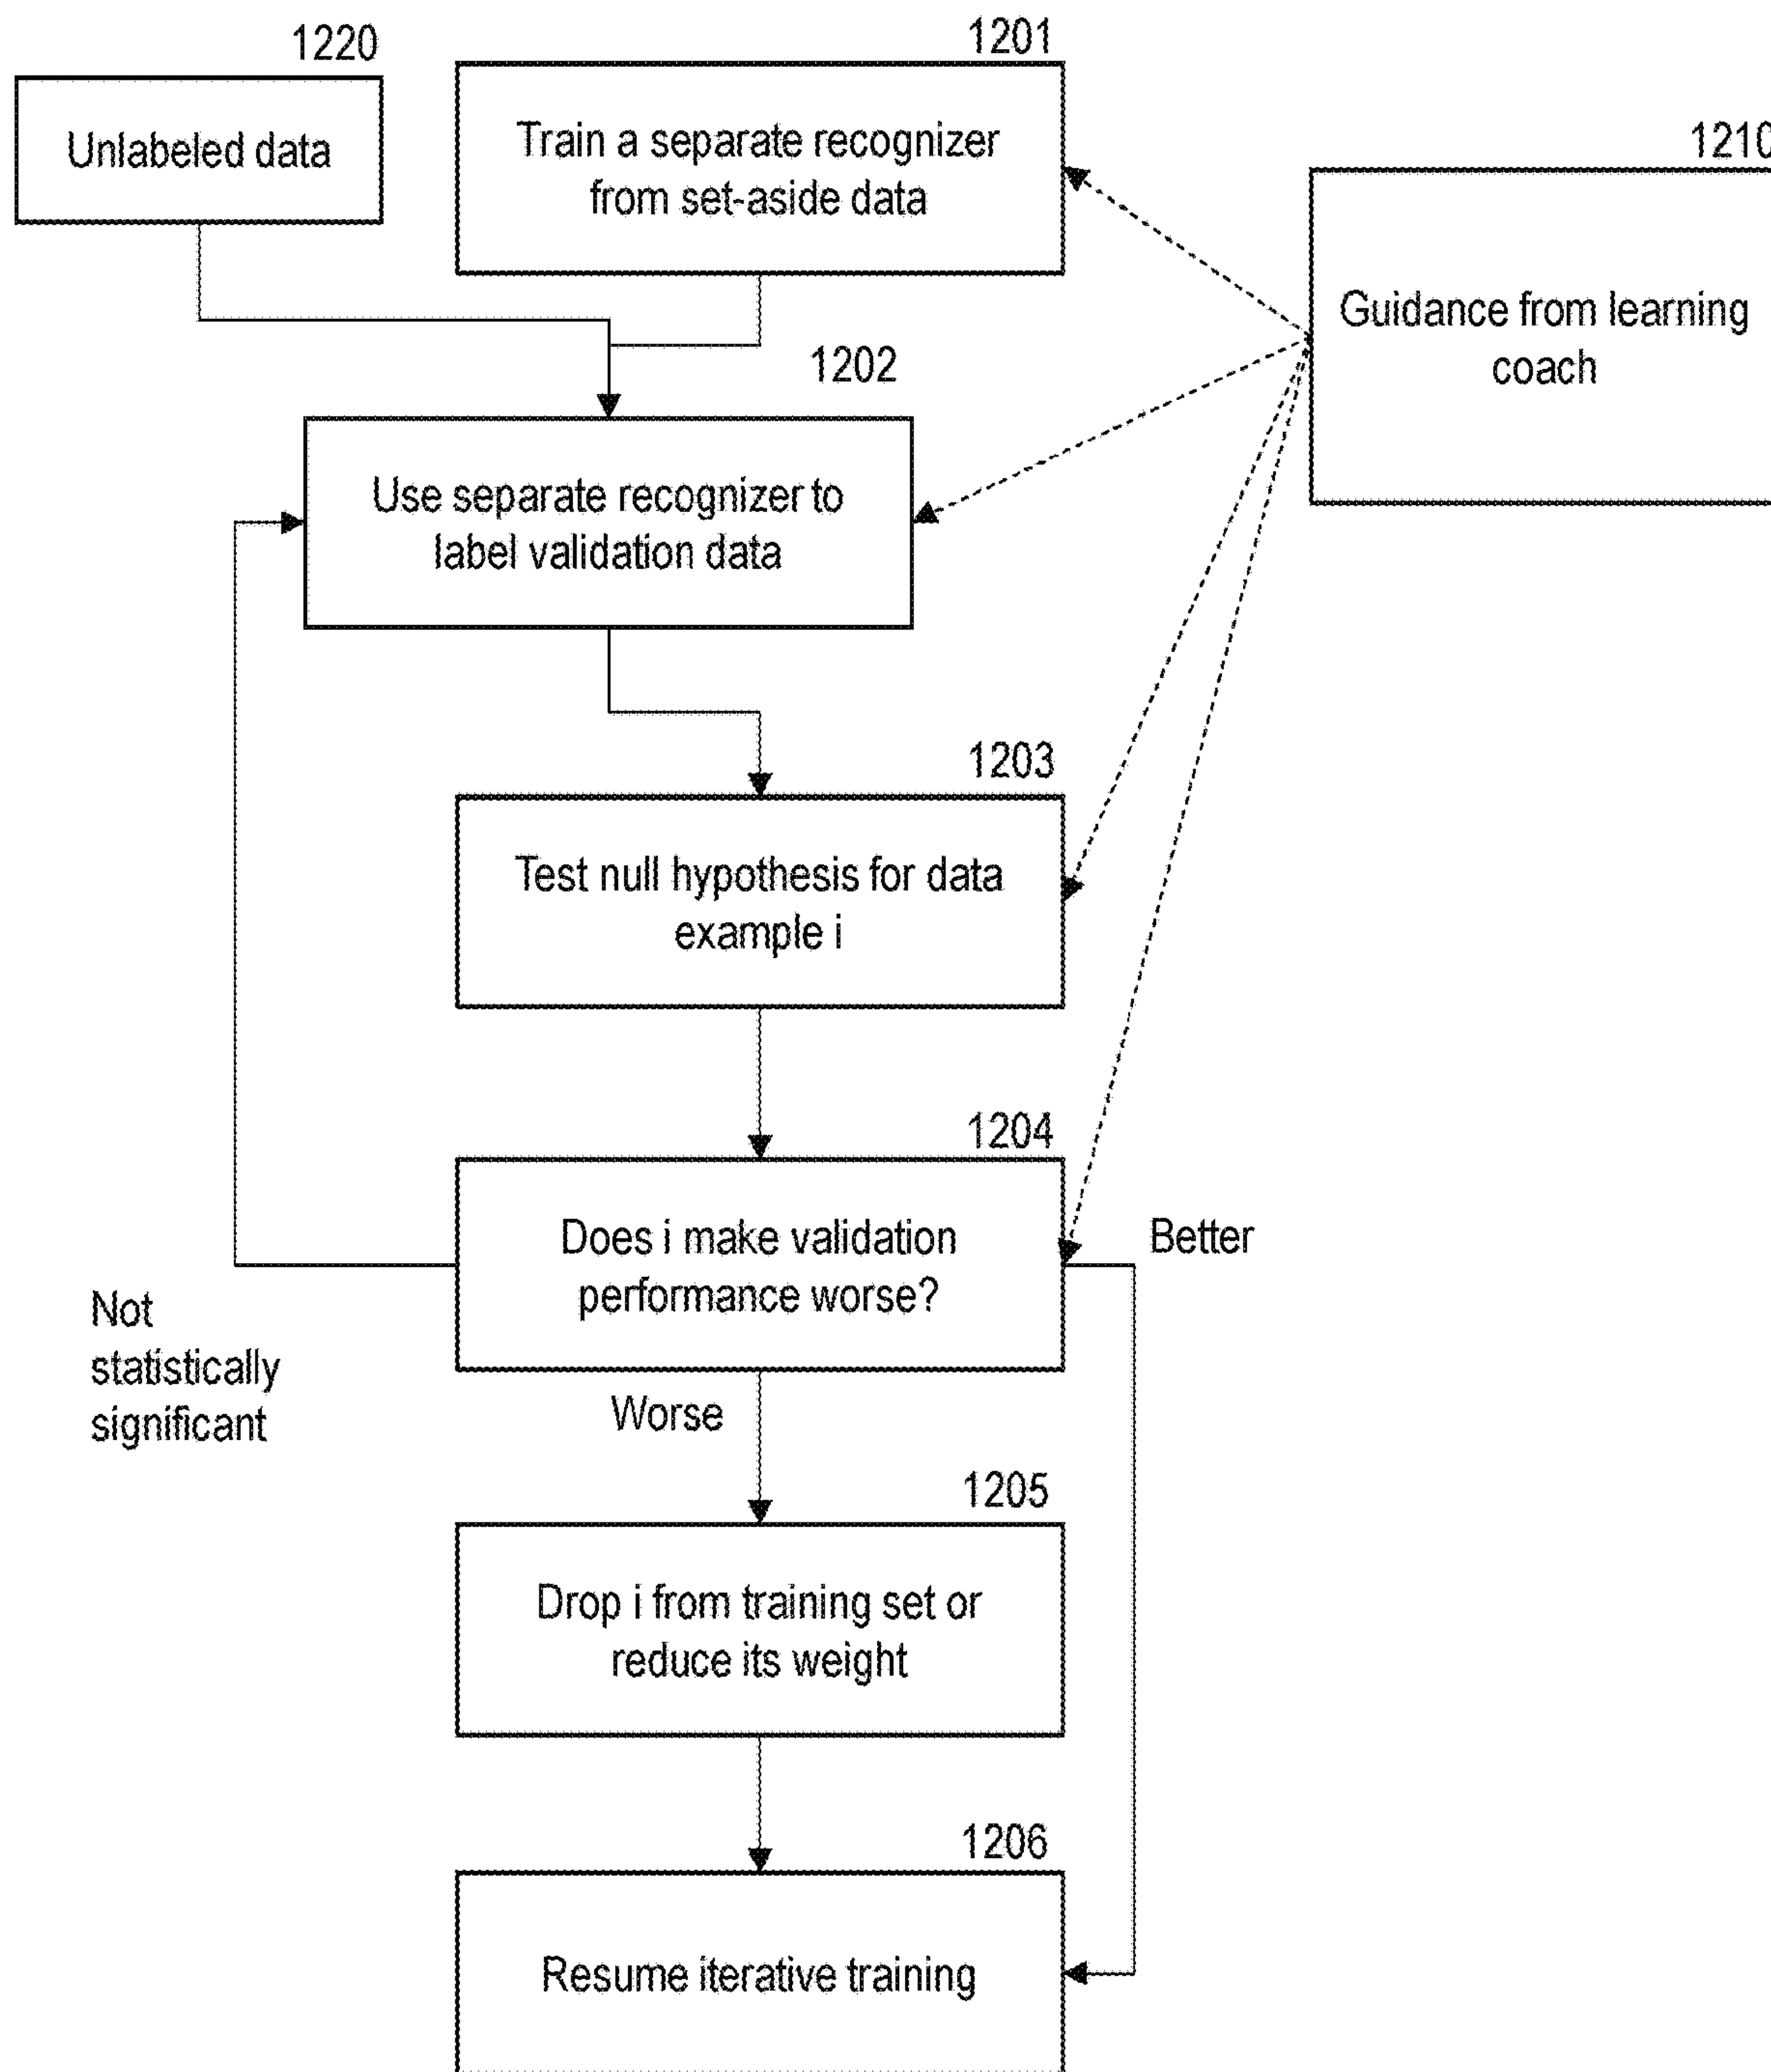 1220
Unlabeled data
1201
Train a separate recognizer
from set-aside data
1210
Guidance from learning
coach
1202
Use separate recognizer to
label validation data
1203
Test null hypothesis for data
example i
1204
Does i make validation
performance worse?
Better
Not
statistically
significant
Worse
1205
Drop i from training set or
reduce its weight
1206
Resume iterative training